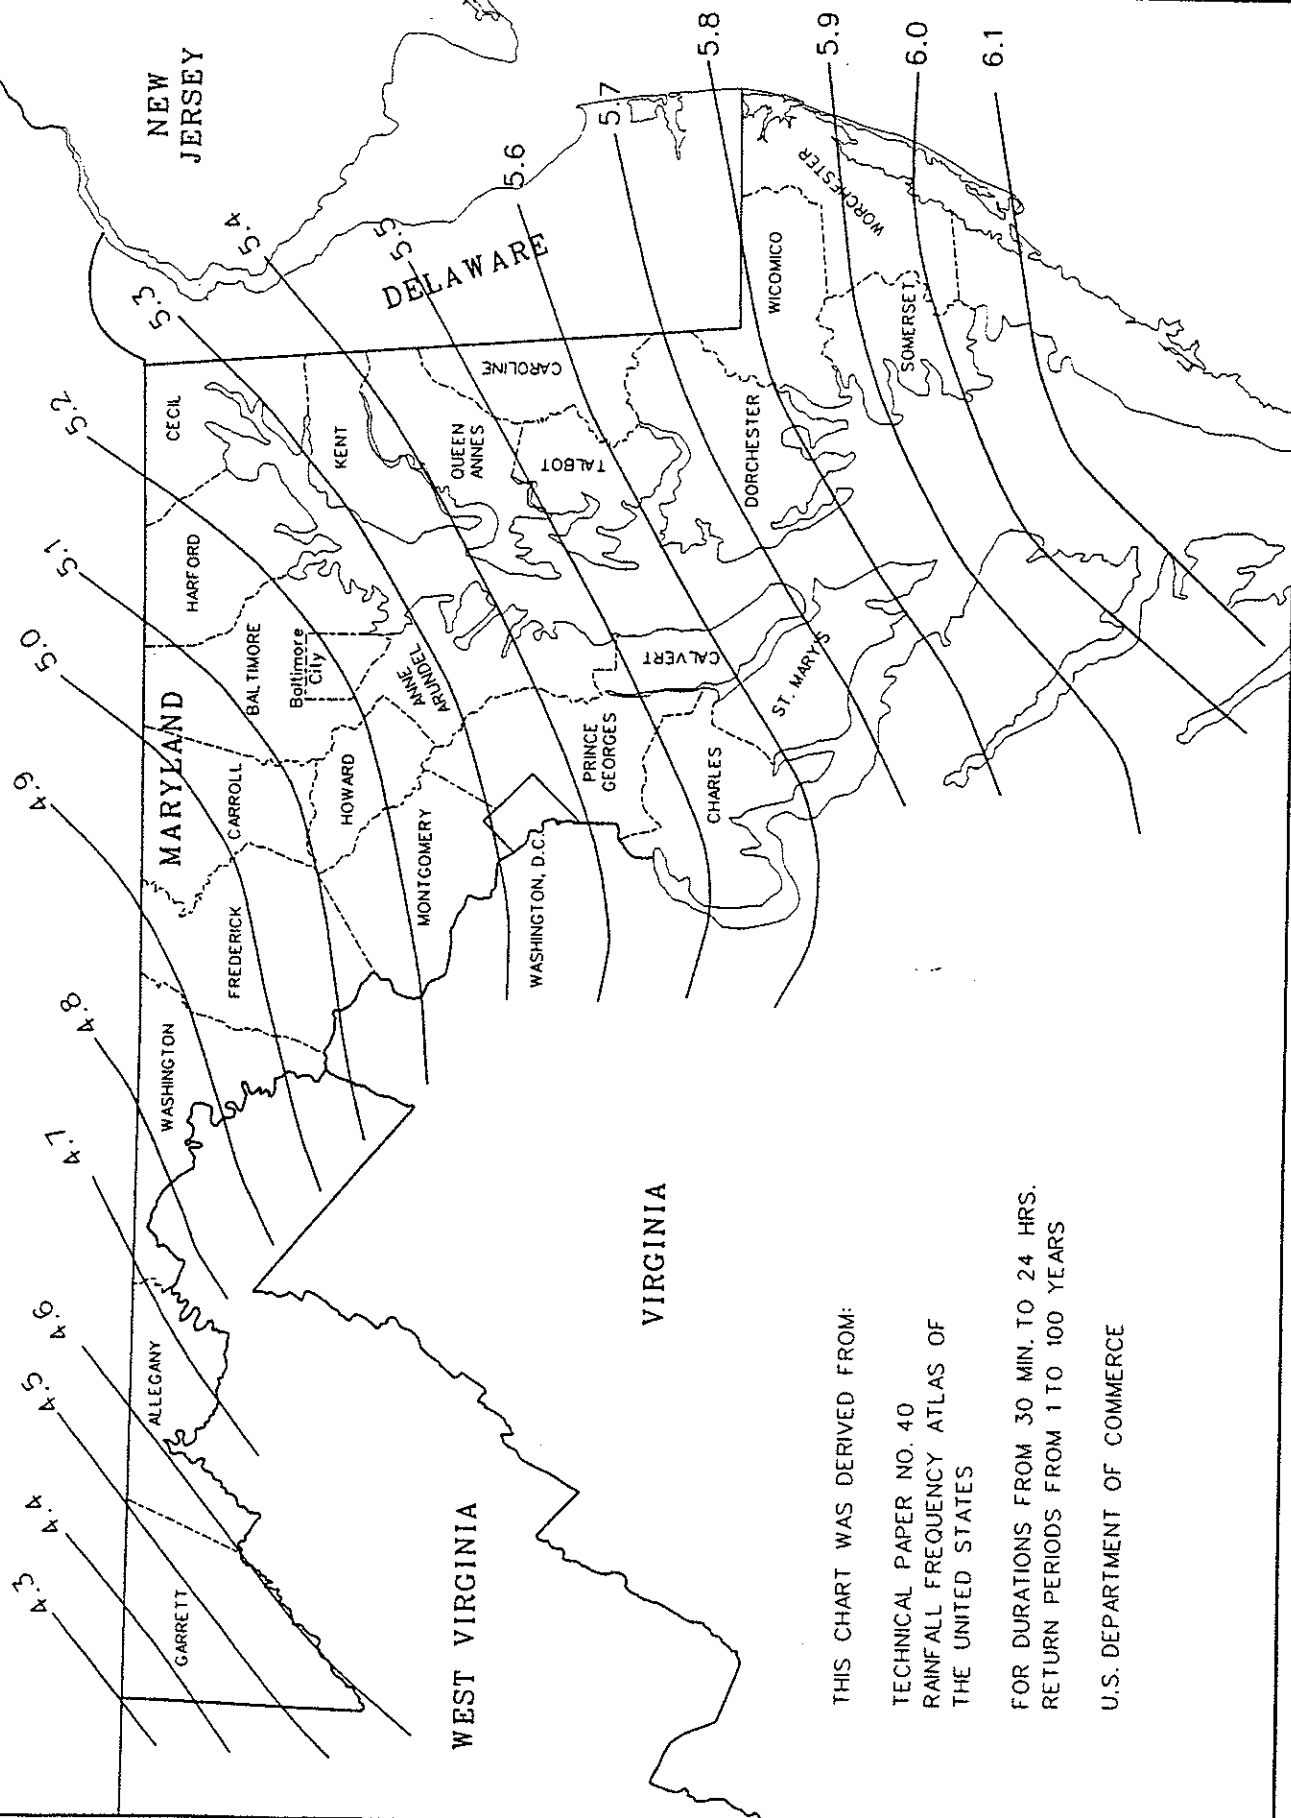 4.3
4.4
4.5
4.6
4.7
4.8
4.9
5.0
5.1
5.2
5.3
5.4
5.5
5.6
5.7
5.8
5.9
6.0
6.1
NEW
JERSEY
MARYLAND
DELAWARE
GARRETT
ALLEGANY
WASHINGTON
FREDERICK
CARROLL
BALTIMORE
Baltimore
City
HARFORD
CECIL
HOWARD
MONTGOMERY
ANNE
ARUNDEL
KENT
QUEEN
ANNES
CAROLINE
TALBOT
WASHINGTON, D.C.
PRINCE
GEORGES
CALVERT
CHARLES
ST. MARY'S
DORCHESTER
WICOMICO
WORCHESTER
SOMERSET
WEST VIRGINIA
VIRGINIA
THIS CHART WAS DERIVED FROM:
TECHNICAL PAPER NO. 40
RAINFALL FREQUENCY ATLAS OF
THE UNITED STATES
FOR DURATIONS FROM 30 MIN. TO 24 HRS.
RETURN PERIODS FROM 1 TO 100 YEARS
U.S. DEPARTMENT OF COMMERCE